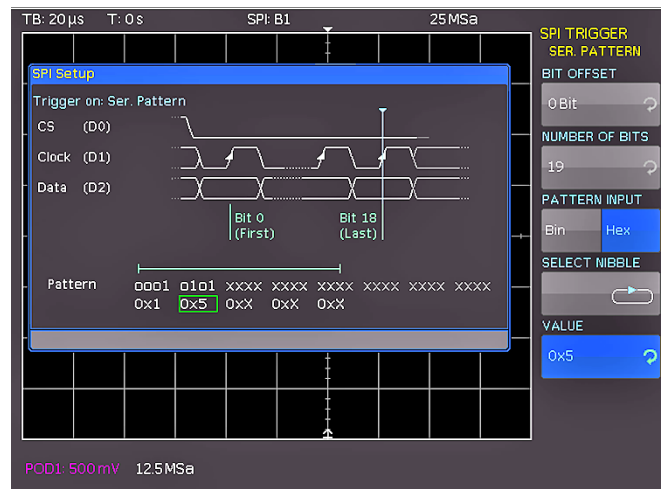 TB: 20 µs T: 0 s SPI: B1 25 MSa
SPI TRIGGER
SER. PATTERN
SPI Setup
BIT OFFSET
Trigger on: Ser. Pattern
0 Bit
CS (D0)
NUMBER OF BITS
Clock (D1)
19
Data (D2)
PATTERN INPUT
Bit 0
(First)
Bit 18
(Last)
Bin Hex
SELECT NIBBLE
Pattern 0001 0101 XXXX XXXX XXXX XXXX XXXX XXXX
0x1 0x5 0xX 0xX 0xX
VALUE
0x5
POD1: 500 mV 12.5 MSa